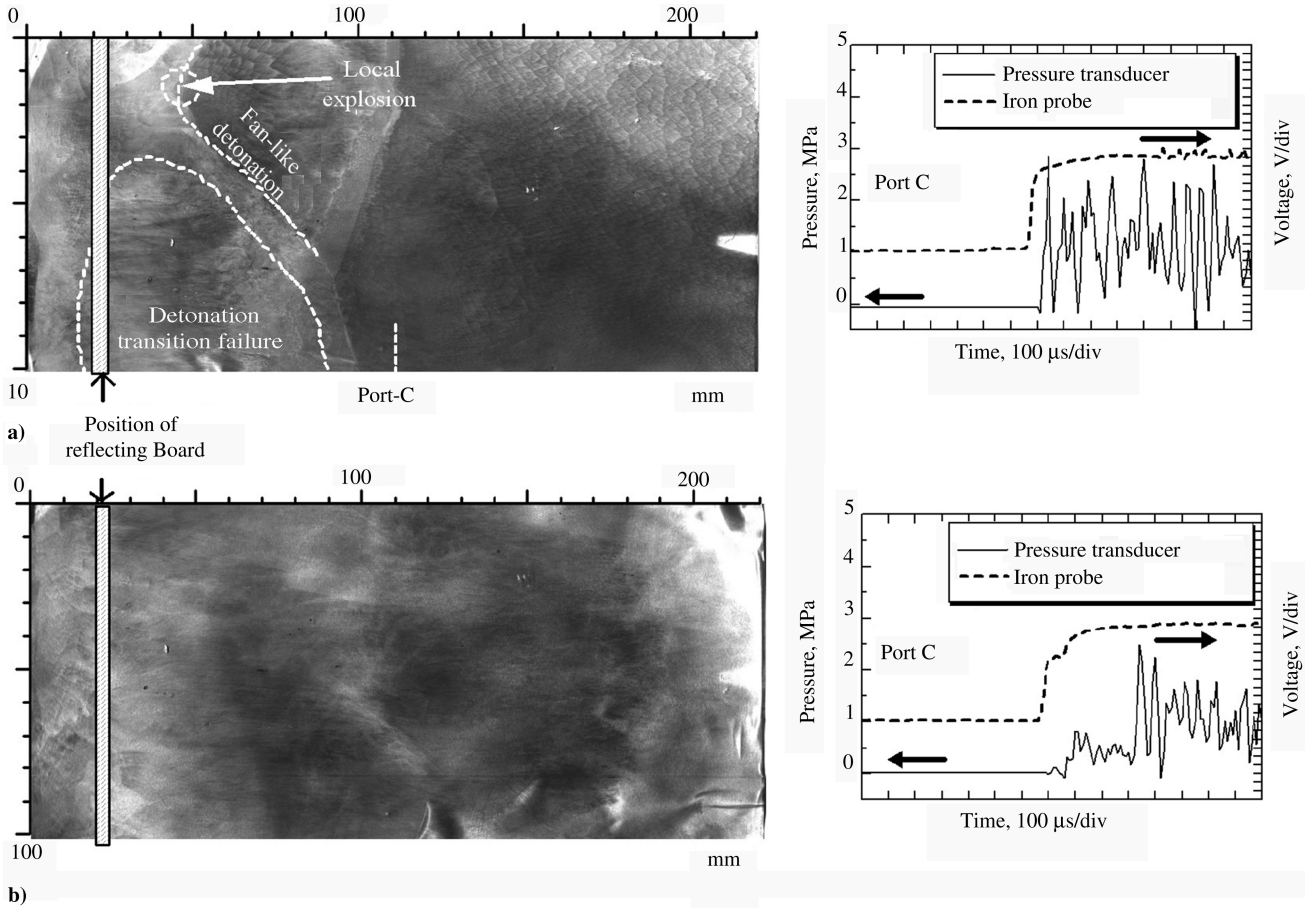 0 100 200
Local
explosion
Fan-like
detonation
Detonation
transition failure
10 Port-C mm
a)
Position of
reflecting Board
5
4
3
2
1
0
Pressure, MPa
Pressure transducer
Iron probe
Port C
Voltage, V/div
Time, 100 μs/div
0 100 200
100 mm
b)
5
4
3
2
1
0
Pressure, MPa
Pressure transducer
Iron probe
Port C
Voltage, V/div
Time, 100 μs/div